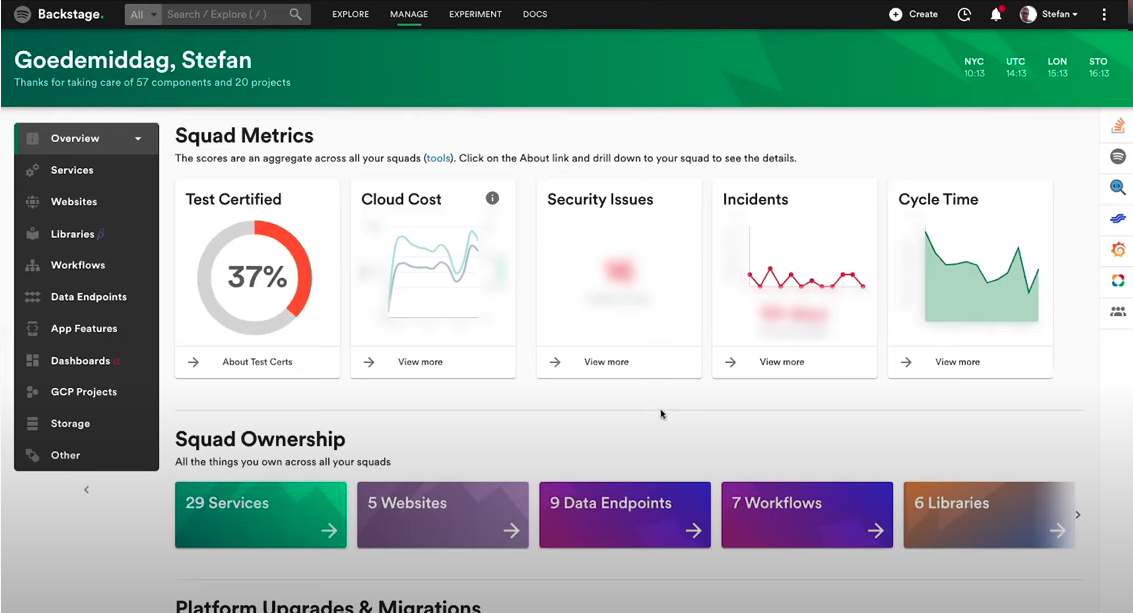 Backstage.
All
Search / Explore ( / )
EXPLORE
MANAGE
EXPERIMENT
DOCS
Create
Stefan
Goedemiddag, Stefan
Thanks for taking care of 57 components and 20 projects
NYC
UTC
LON
STO
10:13
14:13
15:13
16:13
Overview
Services
Websites
Libraries β
Workflows
Data Endpoints
App Features
Dashboards α
GCP Projects
Storage
Other
Squad Metrics
The scores are an aggregate across all your squads (tools). Click on the About link and drill down to your squad to see the details.
Test Certified
37%
About Test Certs
Cloud Cost
View more
Security Issues
View more
Incidents
View more
Cycle Time
View more
Squad Ownership
All the things you own across all your squads
29 Services
5 Websites
9 Data Endpoints
7 Workflows
6 Libraries
Platform Upgrades & Migrations